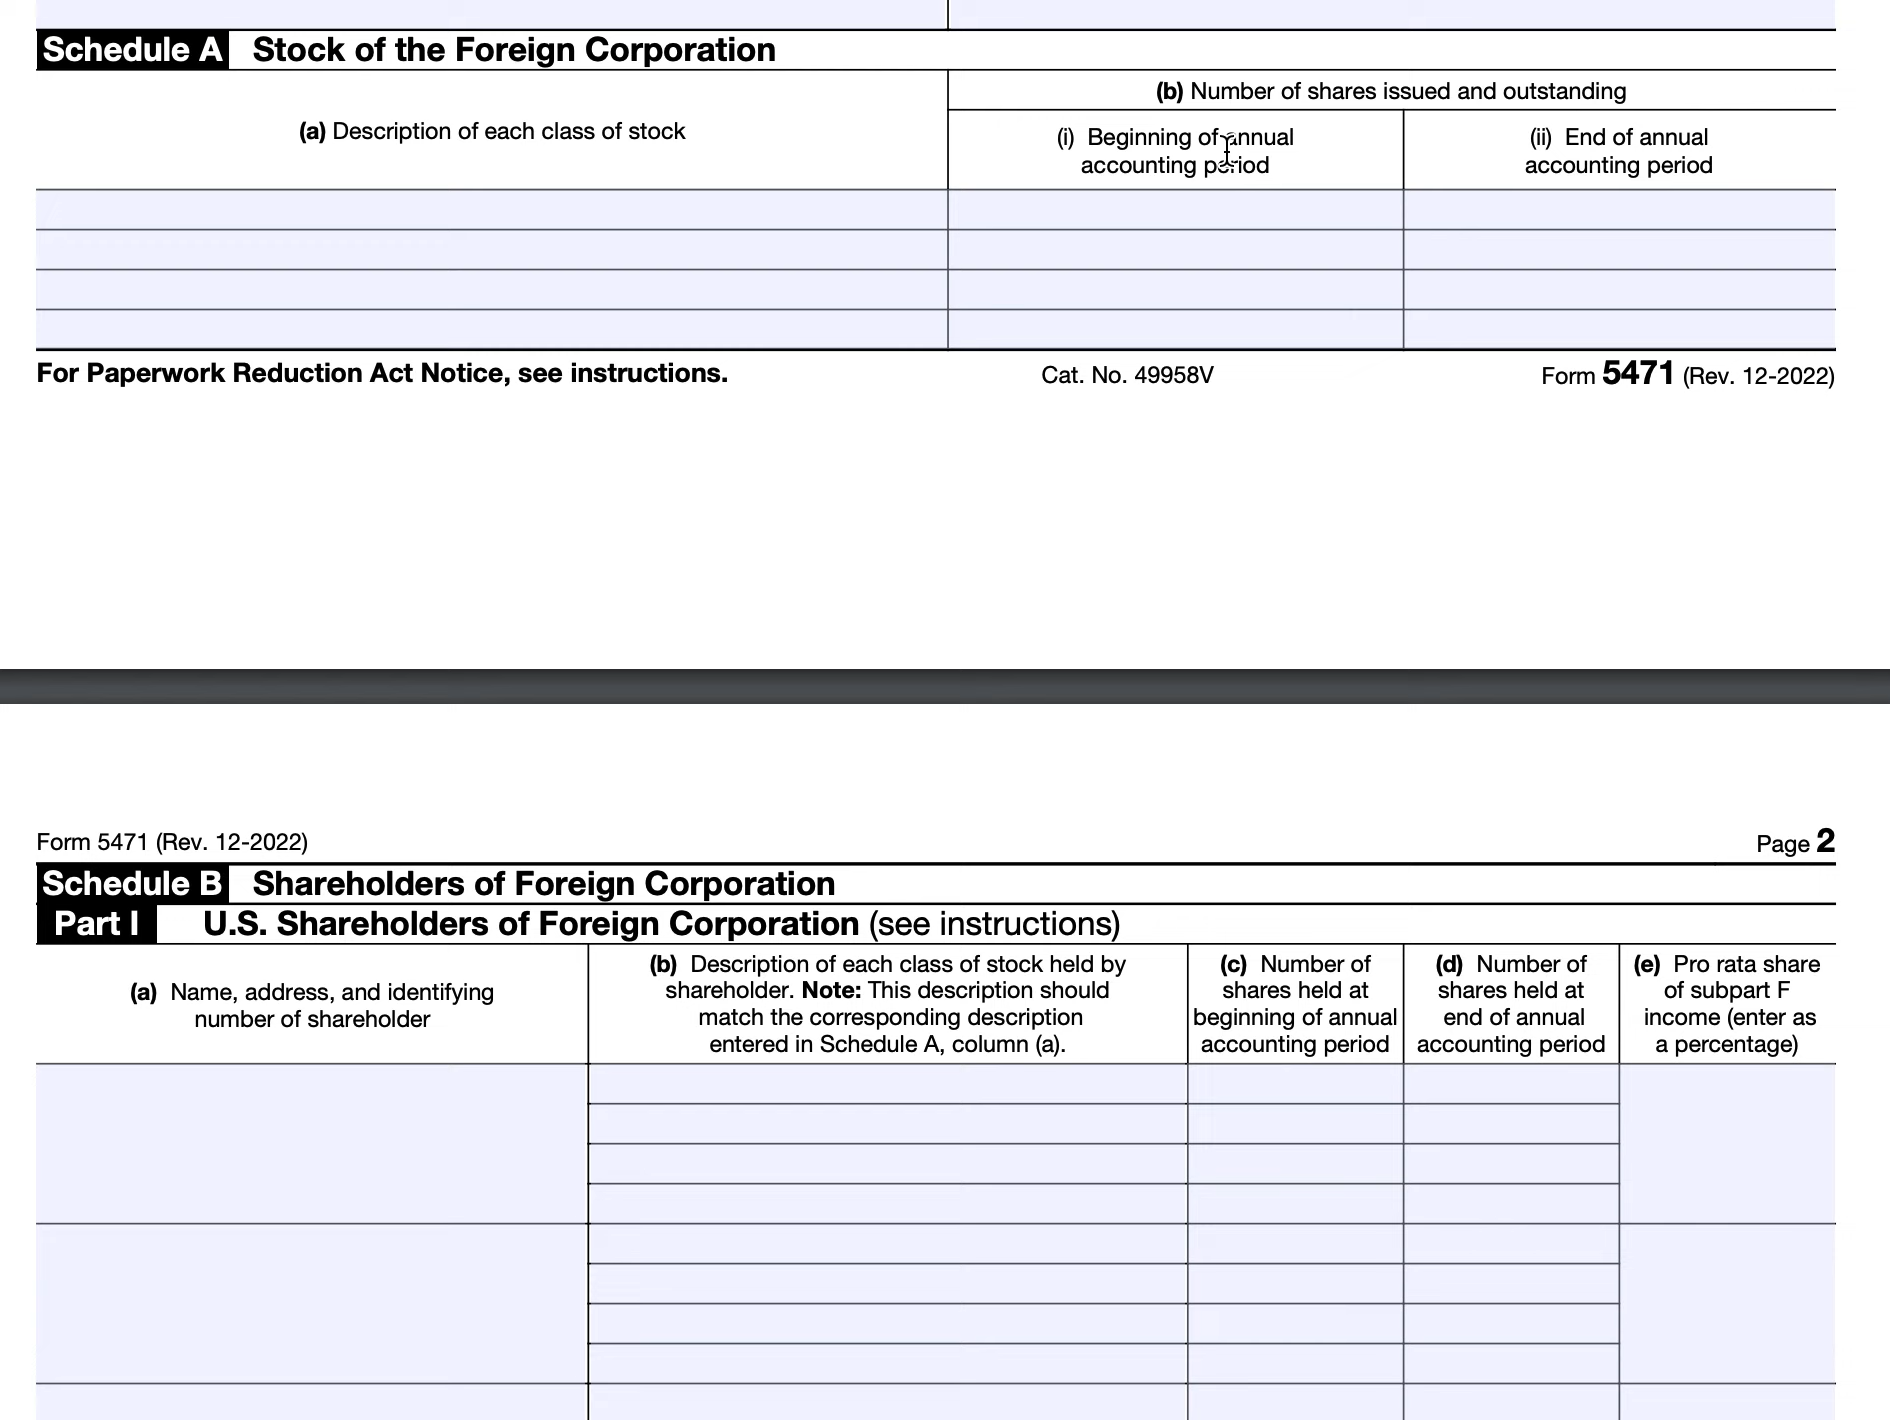 Schedule A Stock of the Foreign Corporation
(b) Number of shares issued and outstanding
(a) Description of each class of stock
(i) Beginning of annual
accounting period
(ii) End of annual
accounting period
For Paperwork Reduction Act Notice, see instructions. Cat. No. 49958V Form 5471 (Rev. 12-2022)
Form 5471 (Rev. 12-2022) Page 2
Schedule B Shareholders of Foreign Corporation
Part I U.S. Shareholders of Foreign Corporation (see instructions)
(a) Name, address, and identifying
number of shareholder
(b) Description of each class of stock held by
shareholder. Note: This description should
match the corresponding description
entered in Schedule A, column (a).
(c) Number of
shares held at
beginning of annual
accounting period
(d) Number of
shares held at
end of annual
accounting period
(e) Pro rata share
of subpart F
income (enter as
a percentage)